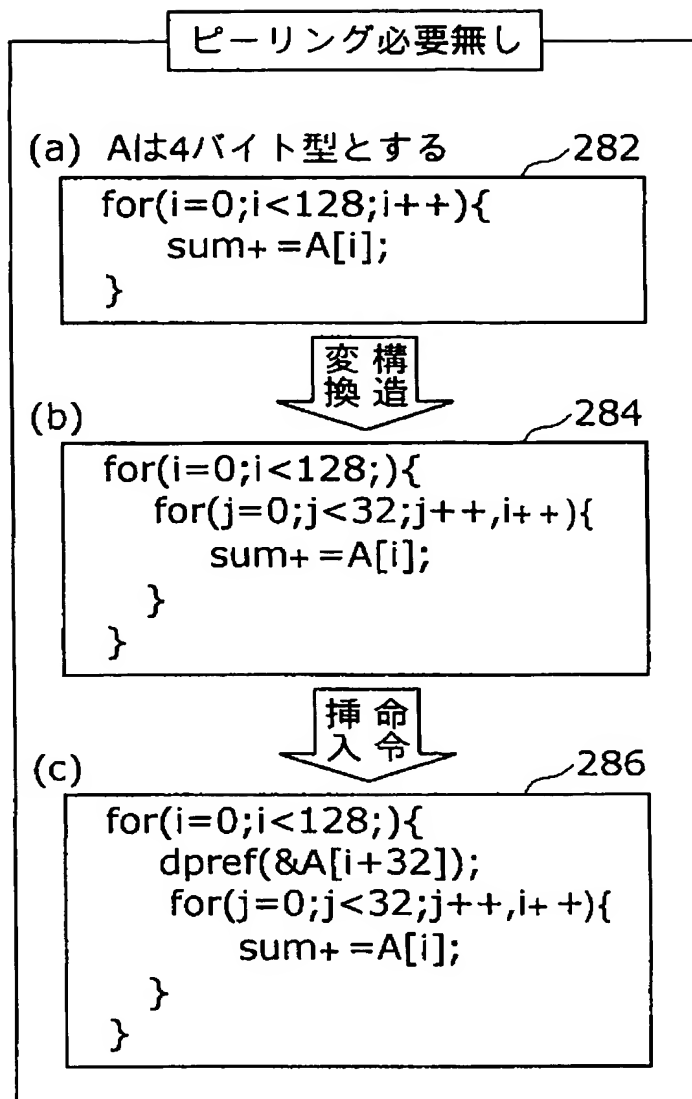 ピーリング必要無し
(a) Aは4バイト型とする
282
for(i=0;i<128;i++){
sum+=A[i];
}
構造変換
(b)
284
for(i=0;i<128;){
for(j=0;j<32;j++,i++){
sum+=A[i];
}
}
命令挿入
(c)
286
for(i=0;i<128;){
dpref(&A[i+32]);
for(j=0;j<32;j++,i++){
sum+=A[i];
}
}